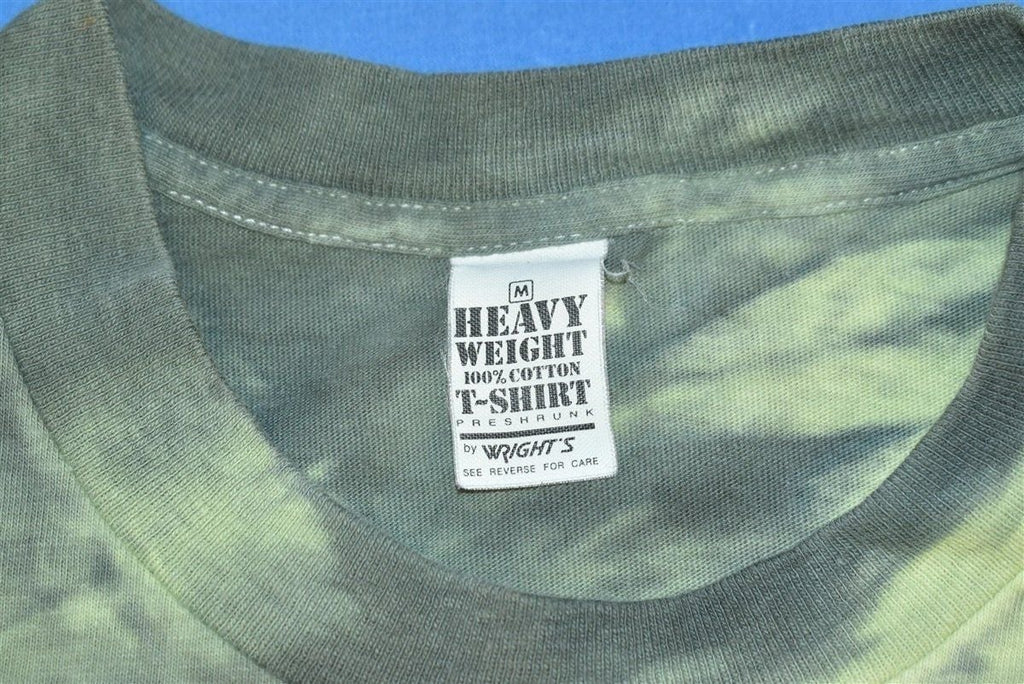 M
HEAVY
WEIGHT
100% COTTON
T-SHIRT
PRESHRUNK
by WRIGHT'S
SEE REVERSE FOR CARE